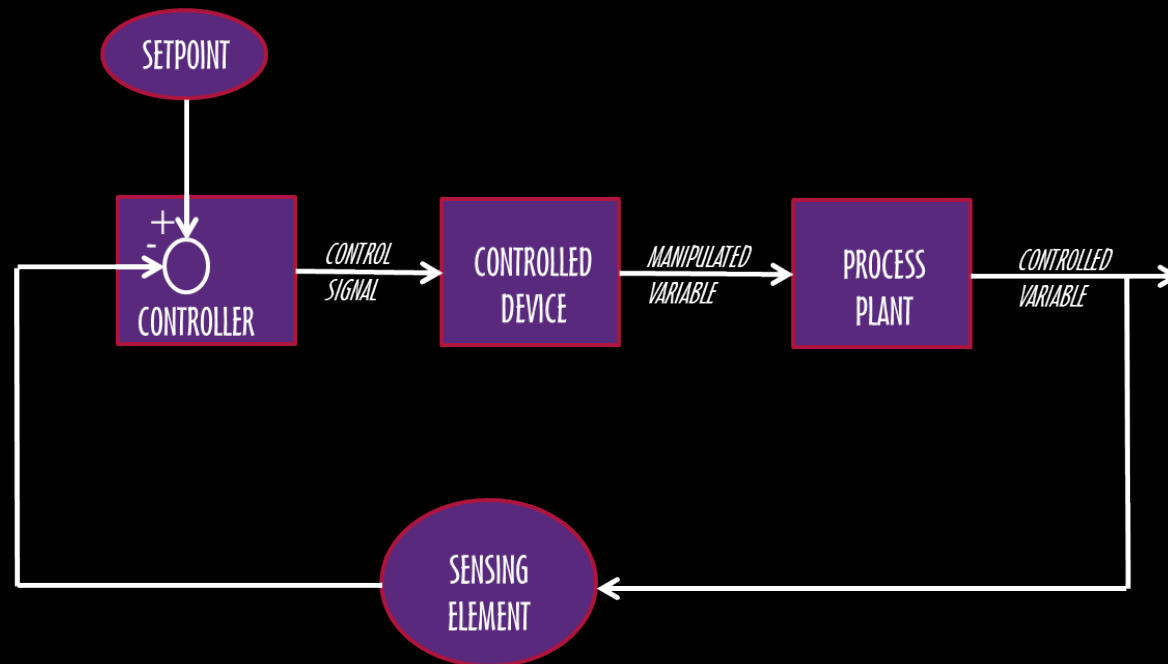 SETPOINT
+
-
CONTROLLER
CONTROL
SIGNAL
CONTROLLED
DEVICE
MANIPULATED
VARIABLE
PROCESS
PLANT
CONTROLLED
VARIABLE
SENSING
ELEMENT